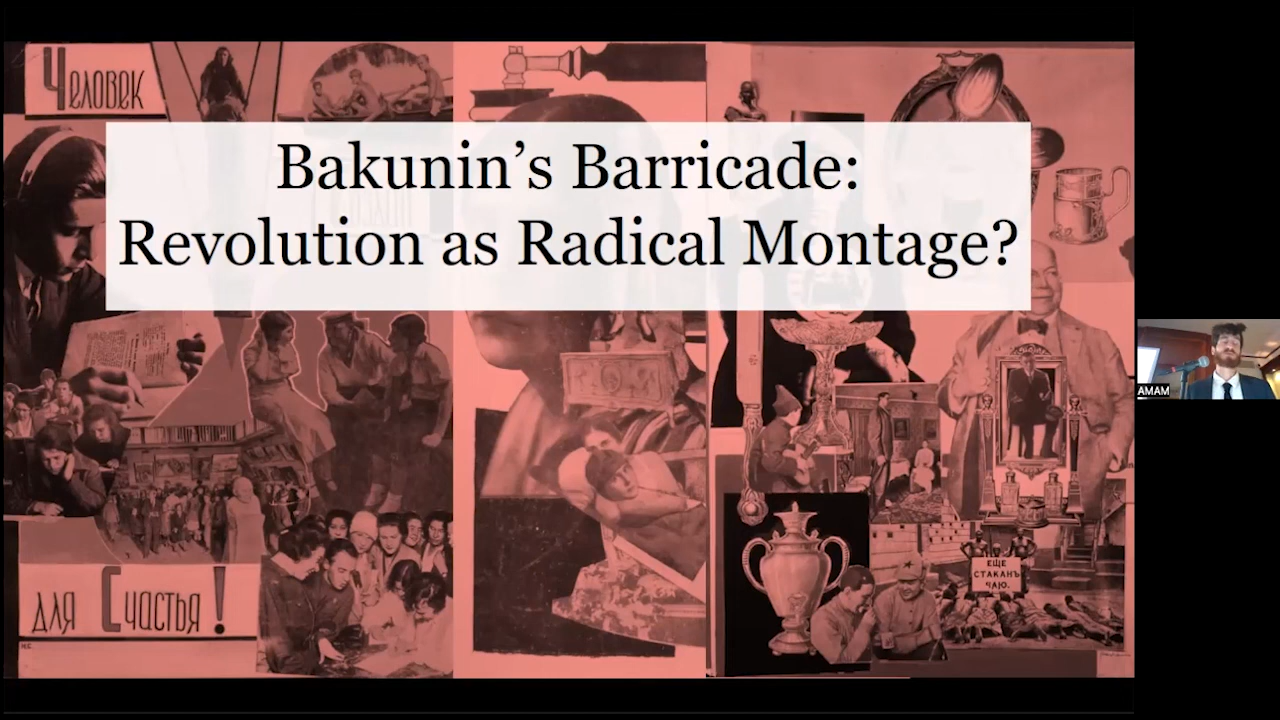 Человек
Bakunin’s Barricade:
Revolution as Radical Montage?
AMAM
для Счастья!
ЕЩЕ
СТАКАНЪ
ЧАЮ.